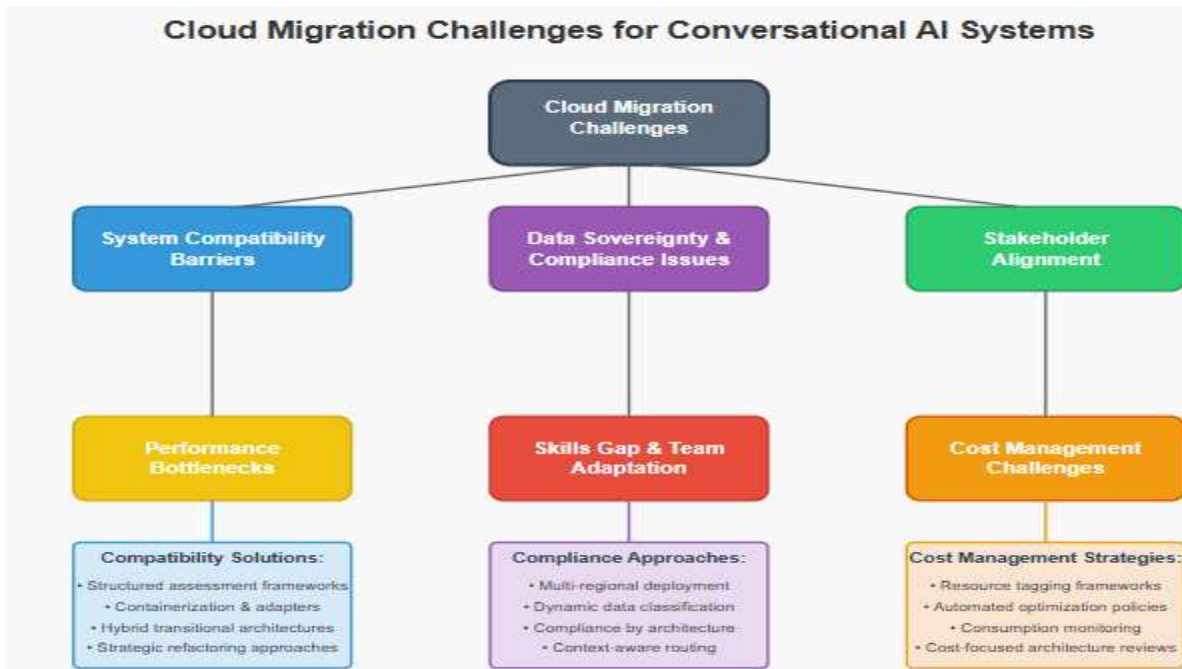 Cloud Migration Challenges for Conversational AI Systems
Cloud Migration
Challenges
System Compatibility
Barriers
Data Sovereignty &
Compliance Issues
Stakeholder
Alignment
Performance
Bottlenecks
Skills Gap & Team
Adaptation
Cost Management
Challenges
Compatibility Solutions:
• Structured assessment frameworks
• Containerization & adapters
• Hybrid transitional architectures
• Strategic refactoring approaches
Compliance Approaches:
• Multi-regional deployment
• Dynamic data classification
• Compliance by architecture
• Context-aware routing
Cost Management Strategies:
• Resource tagging frameworks
• Automated optimization policies
• Consumption monitoring
• Cost-focused architecture reviews